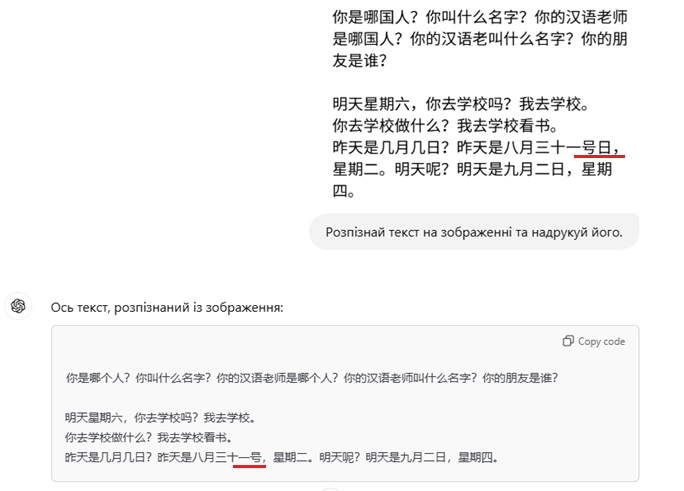 你是哪国人？你叫什么名字？你的汉语老师
是哪国人？你的汉语老叫什么名字？你的朋
友是谁？
明天星期六，你去学校吗？我去学校。
你去学校做什么？我去学校看书。
昨天是几月几日？昨天是八月三十一号日，
星期二。明天呢？明天是九月二日，星期
四。
Розпізнай текст на зображенні та надрукуй його.
Ось текст, розпізнаний із зображення:
Copy code
你是哪个人？你叫什么名字？你的汉语老师是哪个人？你的汉语老师叫什么名字？你的朋友是谁？
明天星期六，你去学校吗？我去学校。
你去学校做什么？我去学校看书。
昨天是几月几日？昨天是八月三十一号，星期二。明天呢？明天是九月二日，星期四。